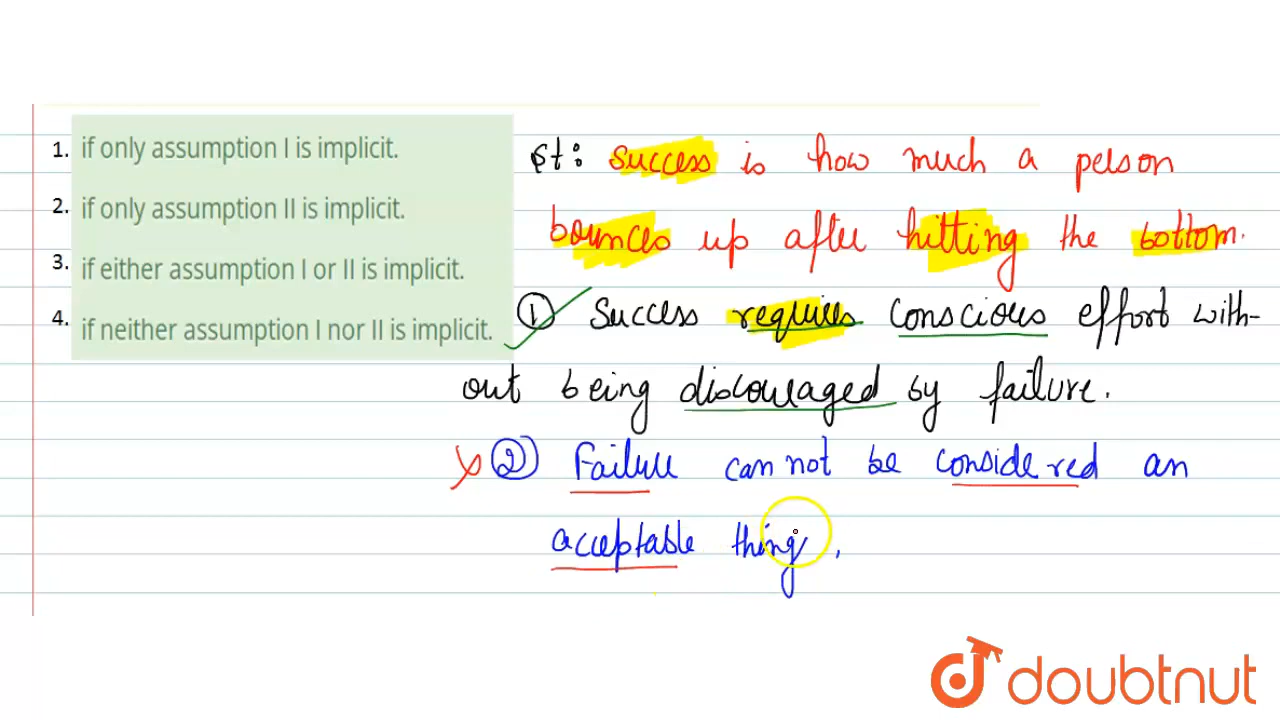 1. if only assumption I is implicit.
2. if only assumption II is implicit.
3. if either assumption I or II is implicit.
4. if neither assumption I nor II is implicit.
St: Success is how much a person
bounces up after hitting the bottom.
① Success requires conscious effort with-
out being discouraged by failure.
② Failure can not be considered an
acceptable thing.
doubtnut